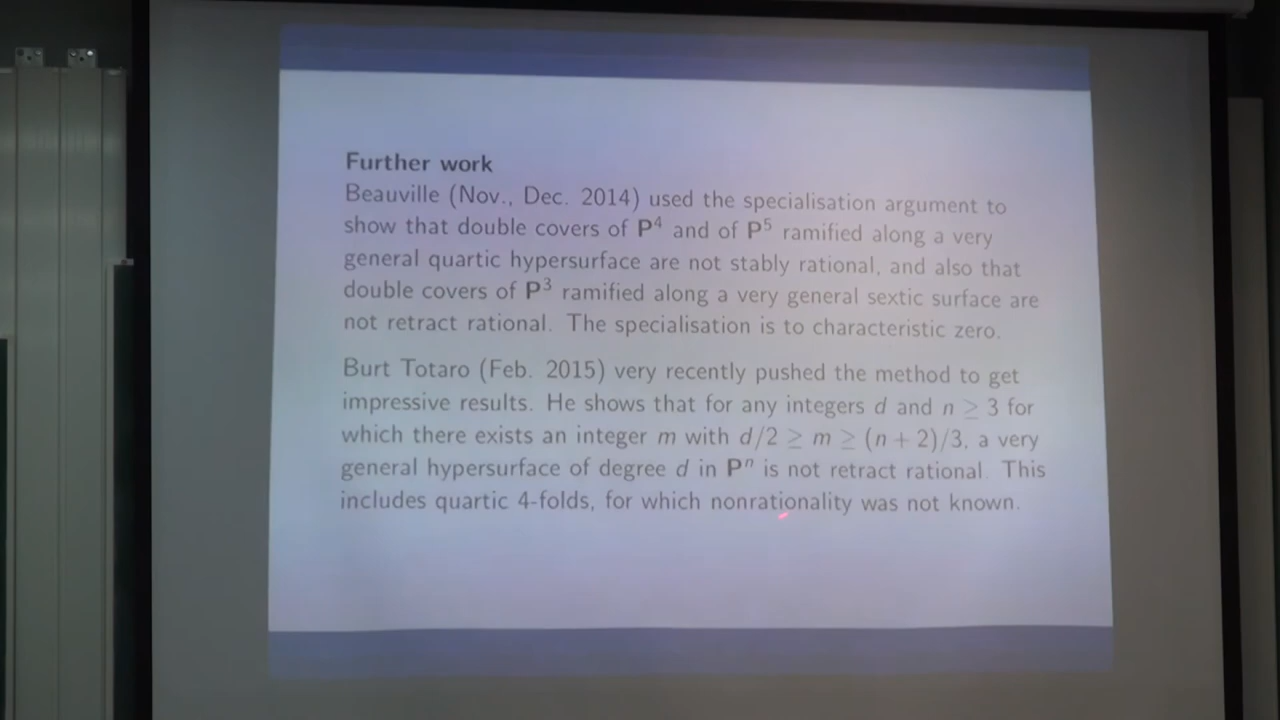 Further work
Beauville (Nov., Dec. 2014) used the specialisation argument to
show that double covers of P⁴ and of P⁵ ramified along a very
general quartic hypersurface are not stably rational, and also that
double covers of P³ ramified along a very general sextic surface are
not retract rational. The specialisation is to characteristic zero.
Burt Totaro (Feb. 2015) very recently pushed the method to get
impressive results. He shows that for any integers d and n ≥ 3 for
which there exists an integer m with d/2 ≥ m ≥ (n + 2)/3, a very
general hypersurface of degree d in Pⁿ is not retract rational. This
includes quartic 4-folds, for which nonrationality was not known.